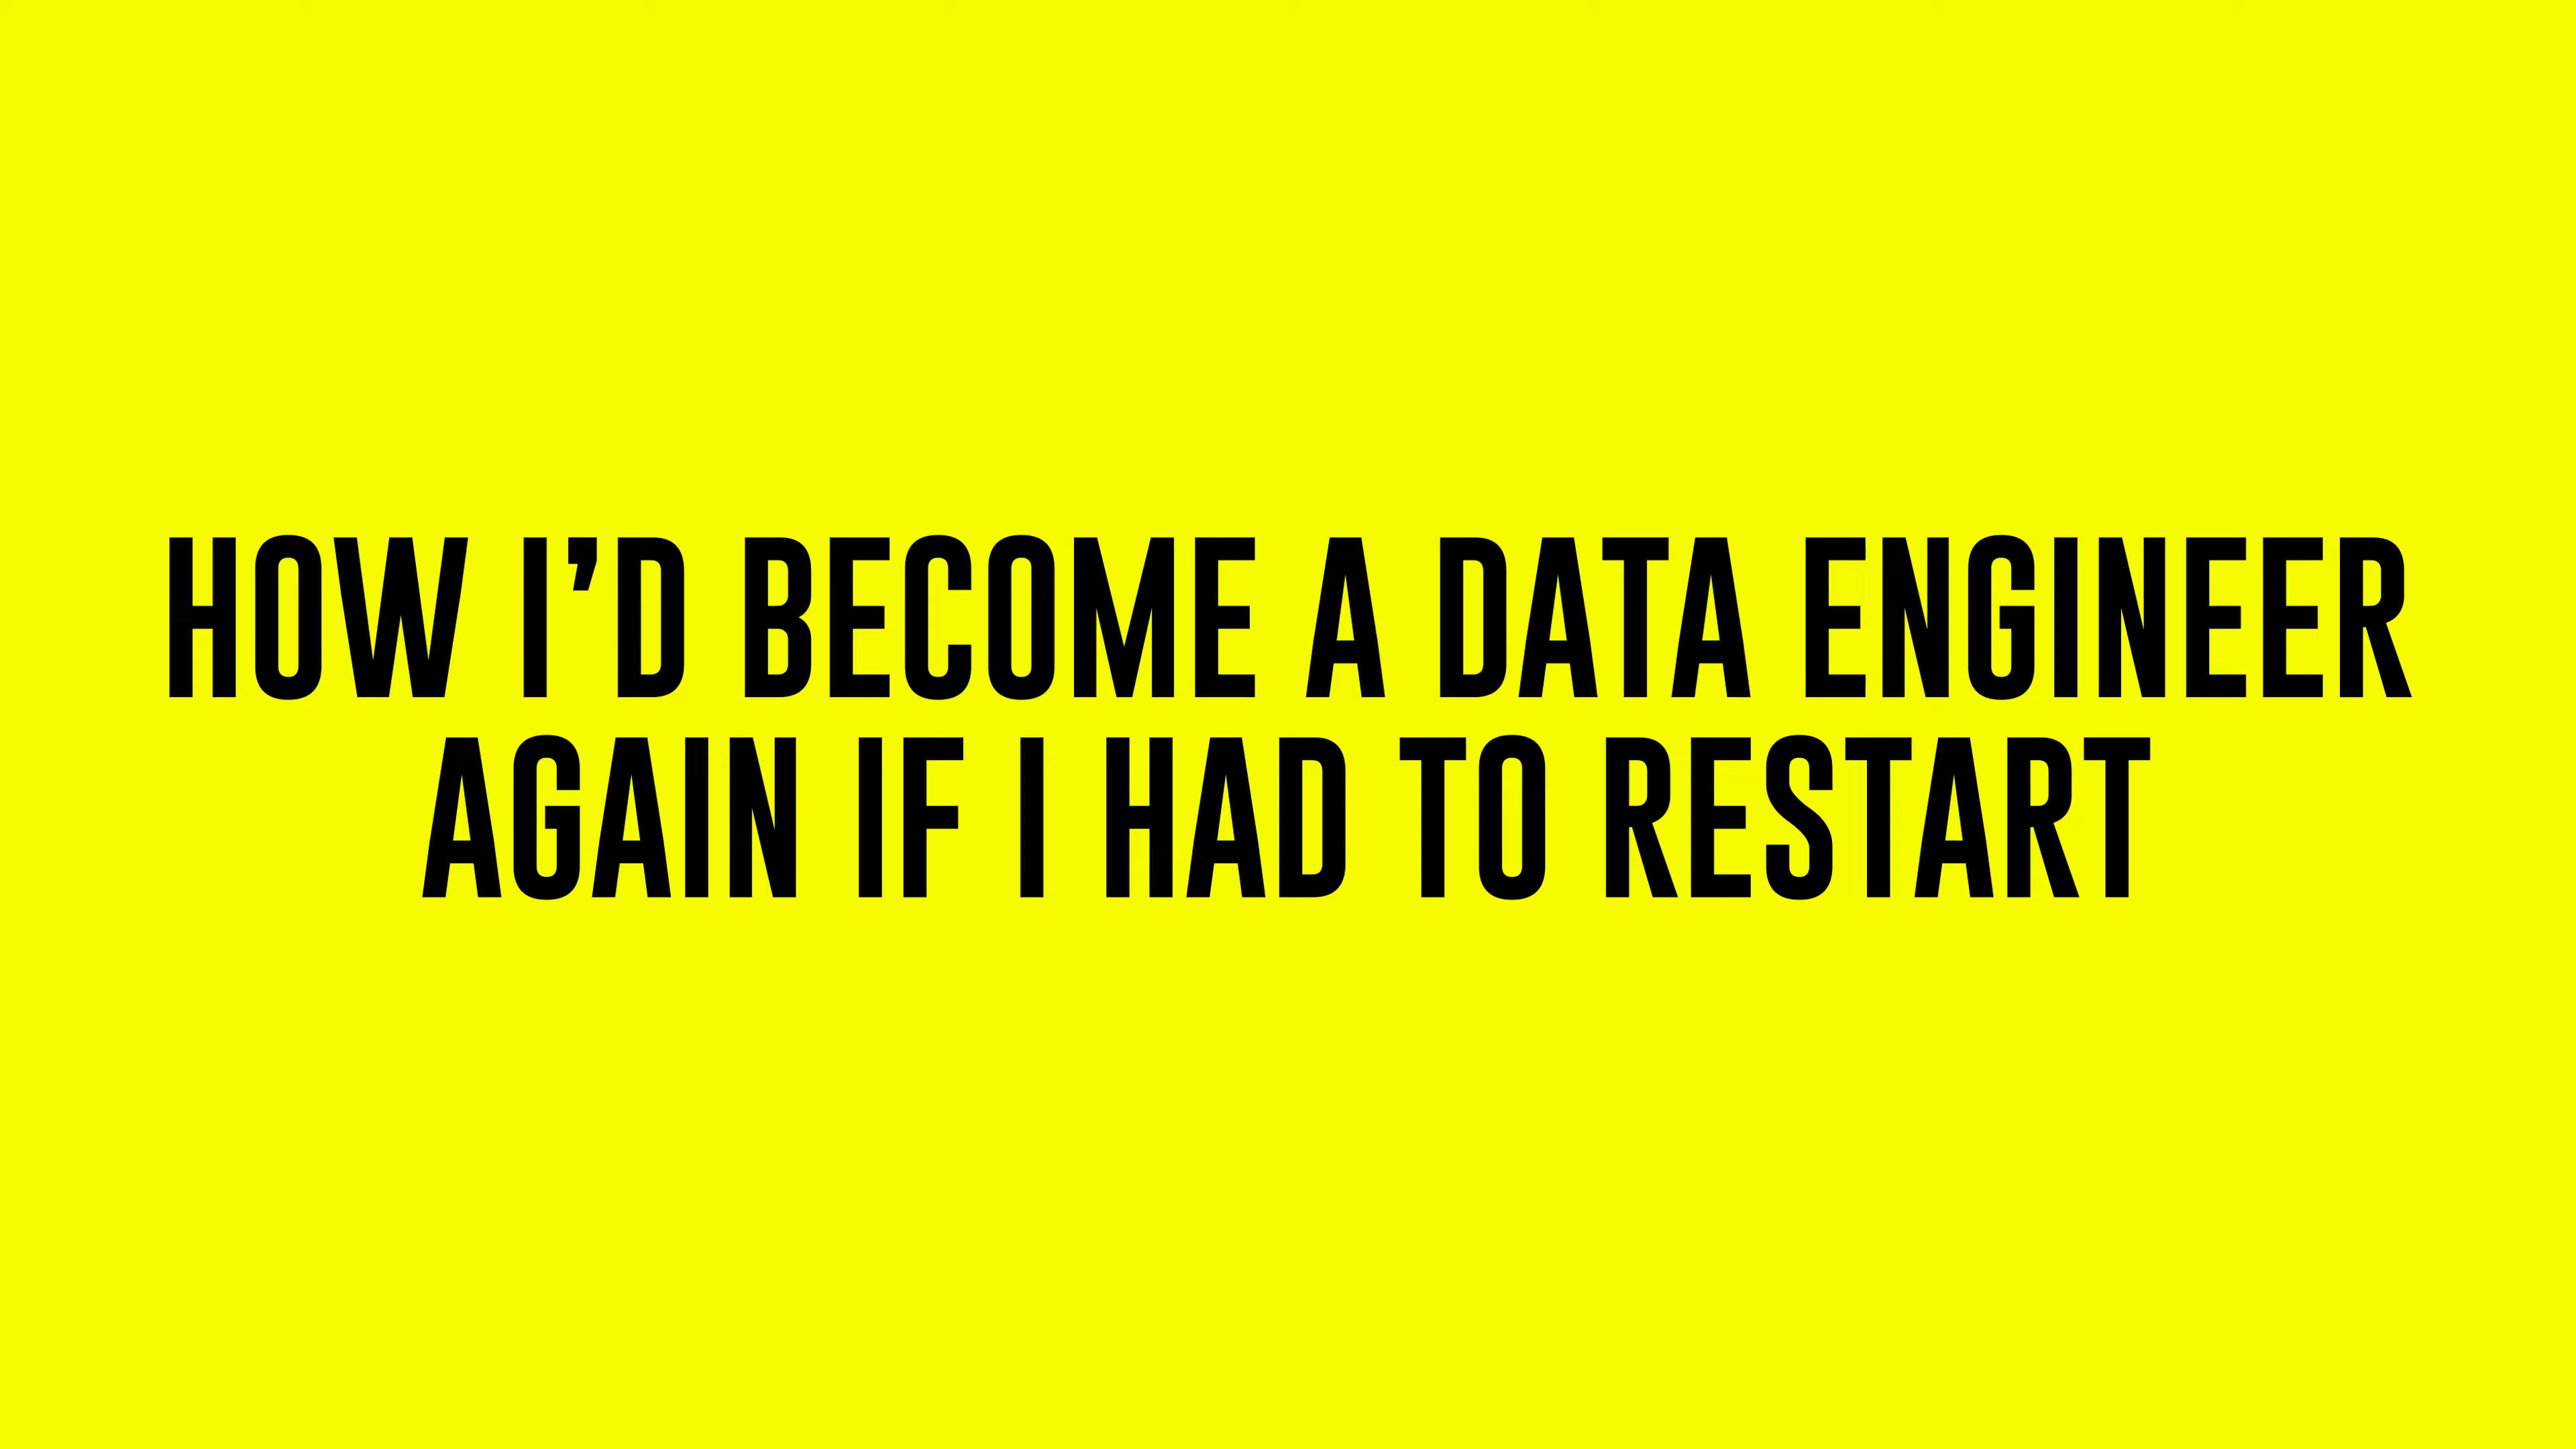 HOW I’D BECOME A DATA ENGINEER
AGAIN IF I HAD TO RESTART